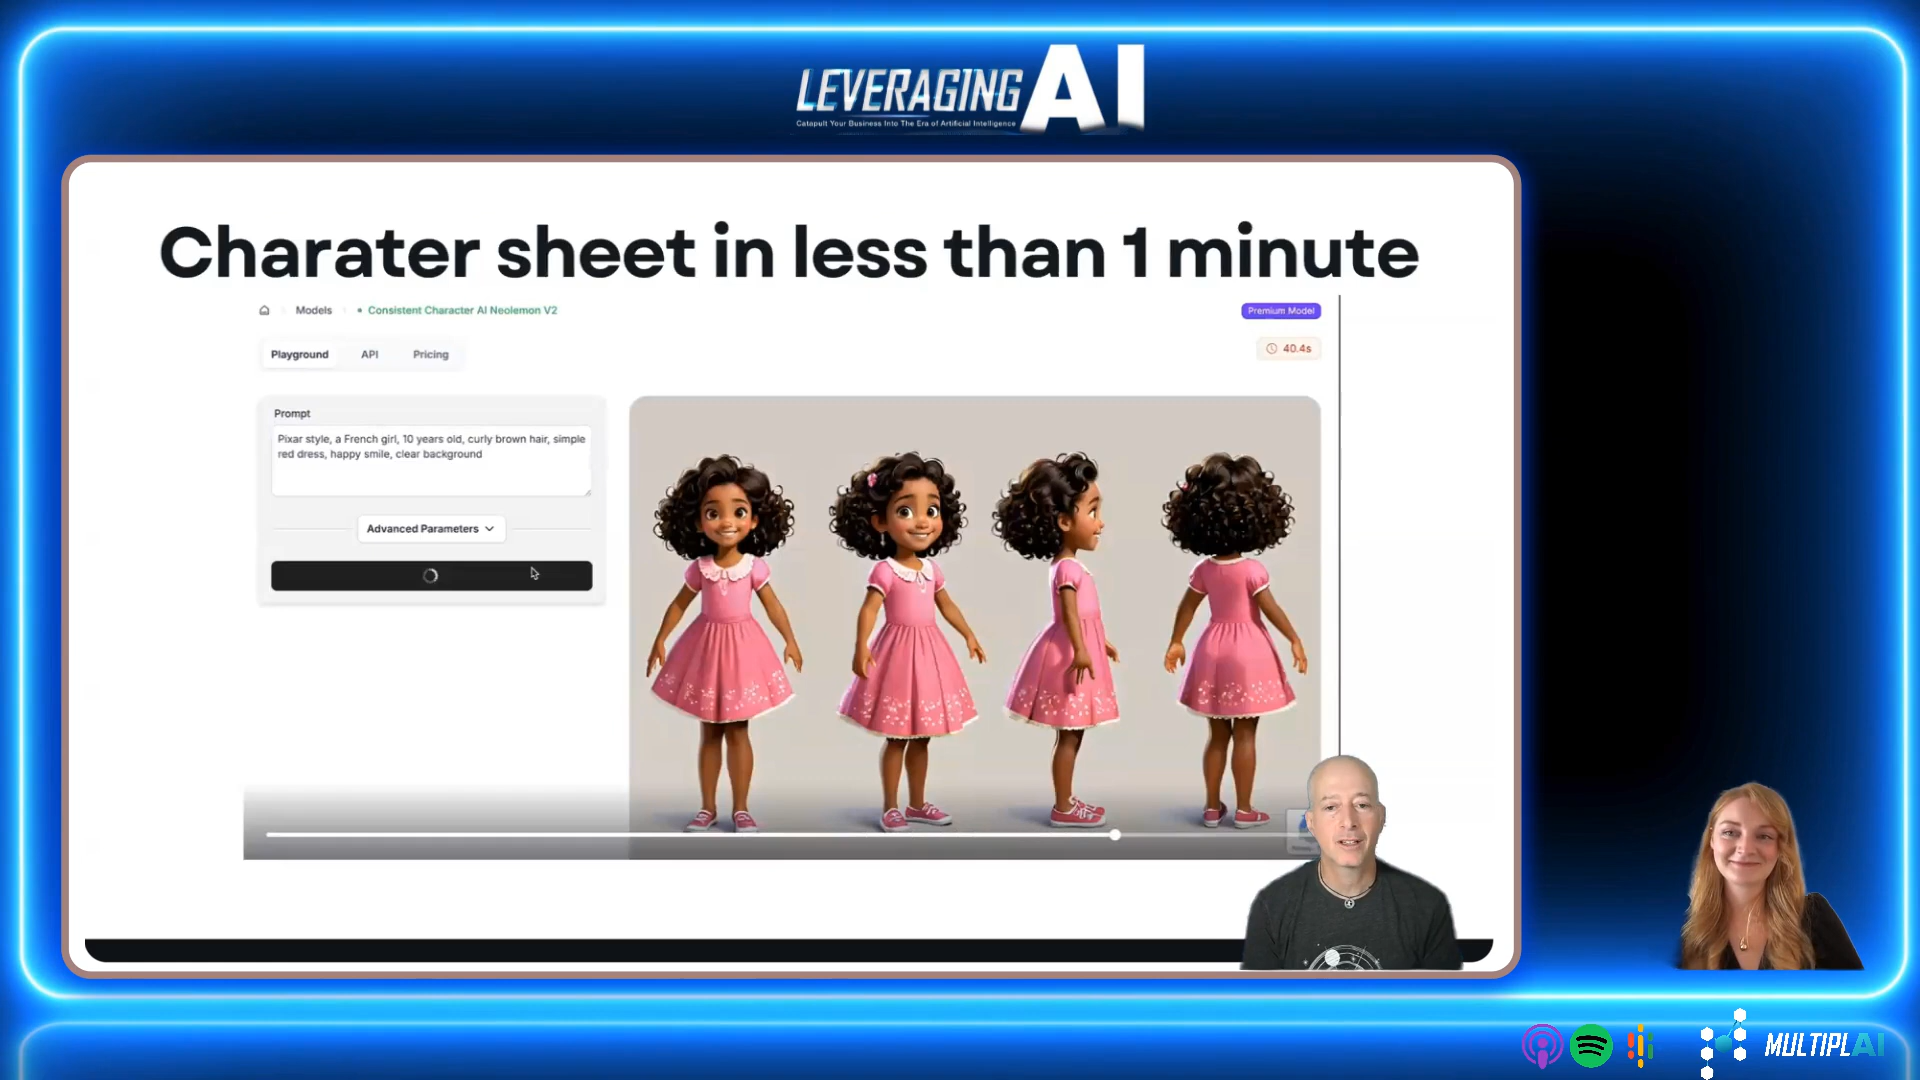 LEVERAGING AI
Catapult Your Business Into The Era of Artificial Intelligence
Charater sheet in less than 1 minute
Models
Consistent Character AI Neolemon V2
Premium Model
Playground
API
Pricing
40.4s
Prompt
Pixar style, a French girl, 10 years old, curly brown hair, simple
red dress, happy smile, clear background
Advanced Parameters
MULTIPLAI